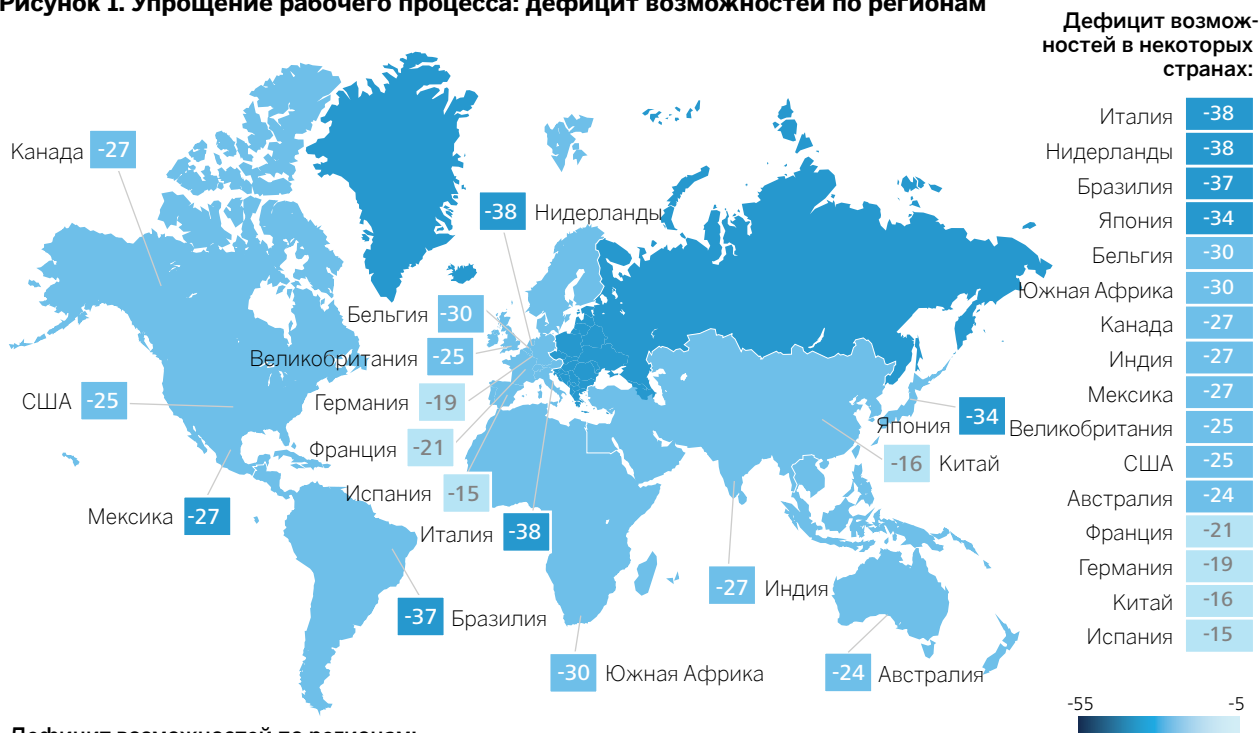 Рисунок 1. Упрощение рабочего процесса: дефицит возможностей по регионам
Канада -27
-38 Нидерланды
Бельгия -30
Великобритания -25
США -25
Германия -19
Франция -21
Испания -15
Мексика -27
Италия -38
Япония -34
-16 Китай
-27 Индия
-37 Бразилия
-30 Южная Африка
-24 Австралия
Дефицит возмож-
ностей в некоторых
странах:
Италия -38
Нидерланды -38
Бразилия -37
Япония -34
Бельгия -30
Южная Африка -30
Канада -27
Индия -27
Мексика -27
Великобритания -25
США -25
Австралия -24
Франция -21
Германия -19
Китай -16
Испания -15
-55 -5
Дефицит возможностей по регионам: